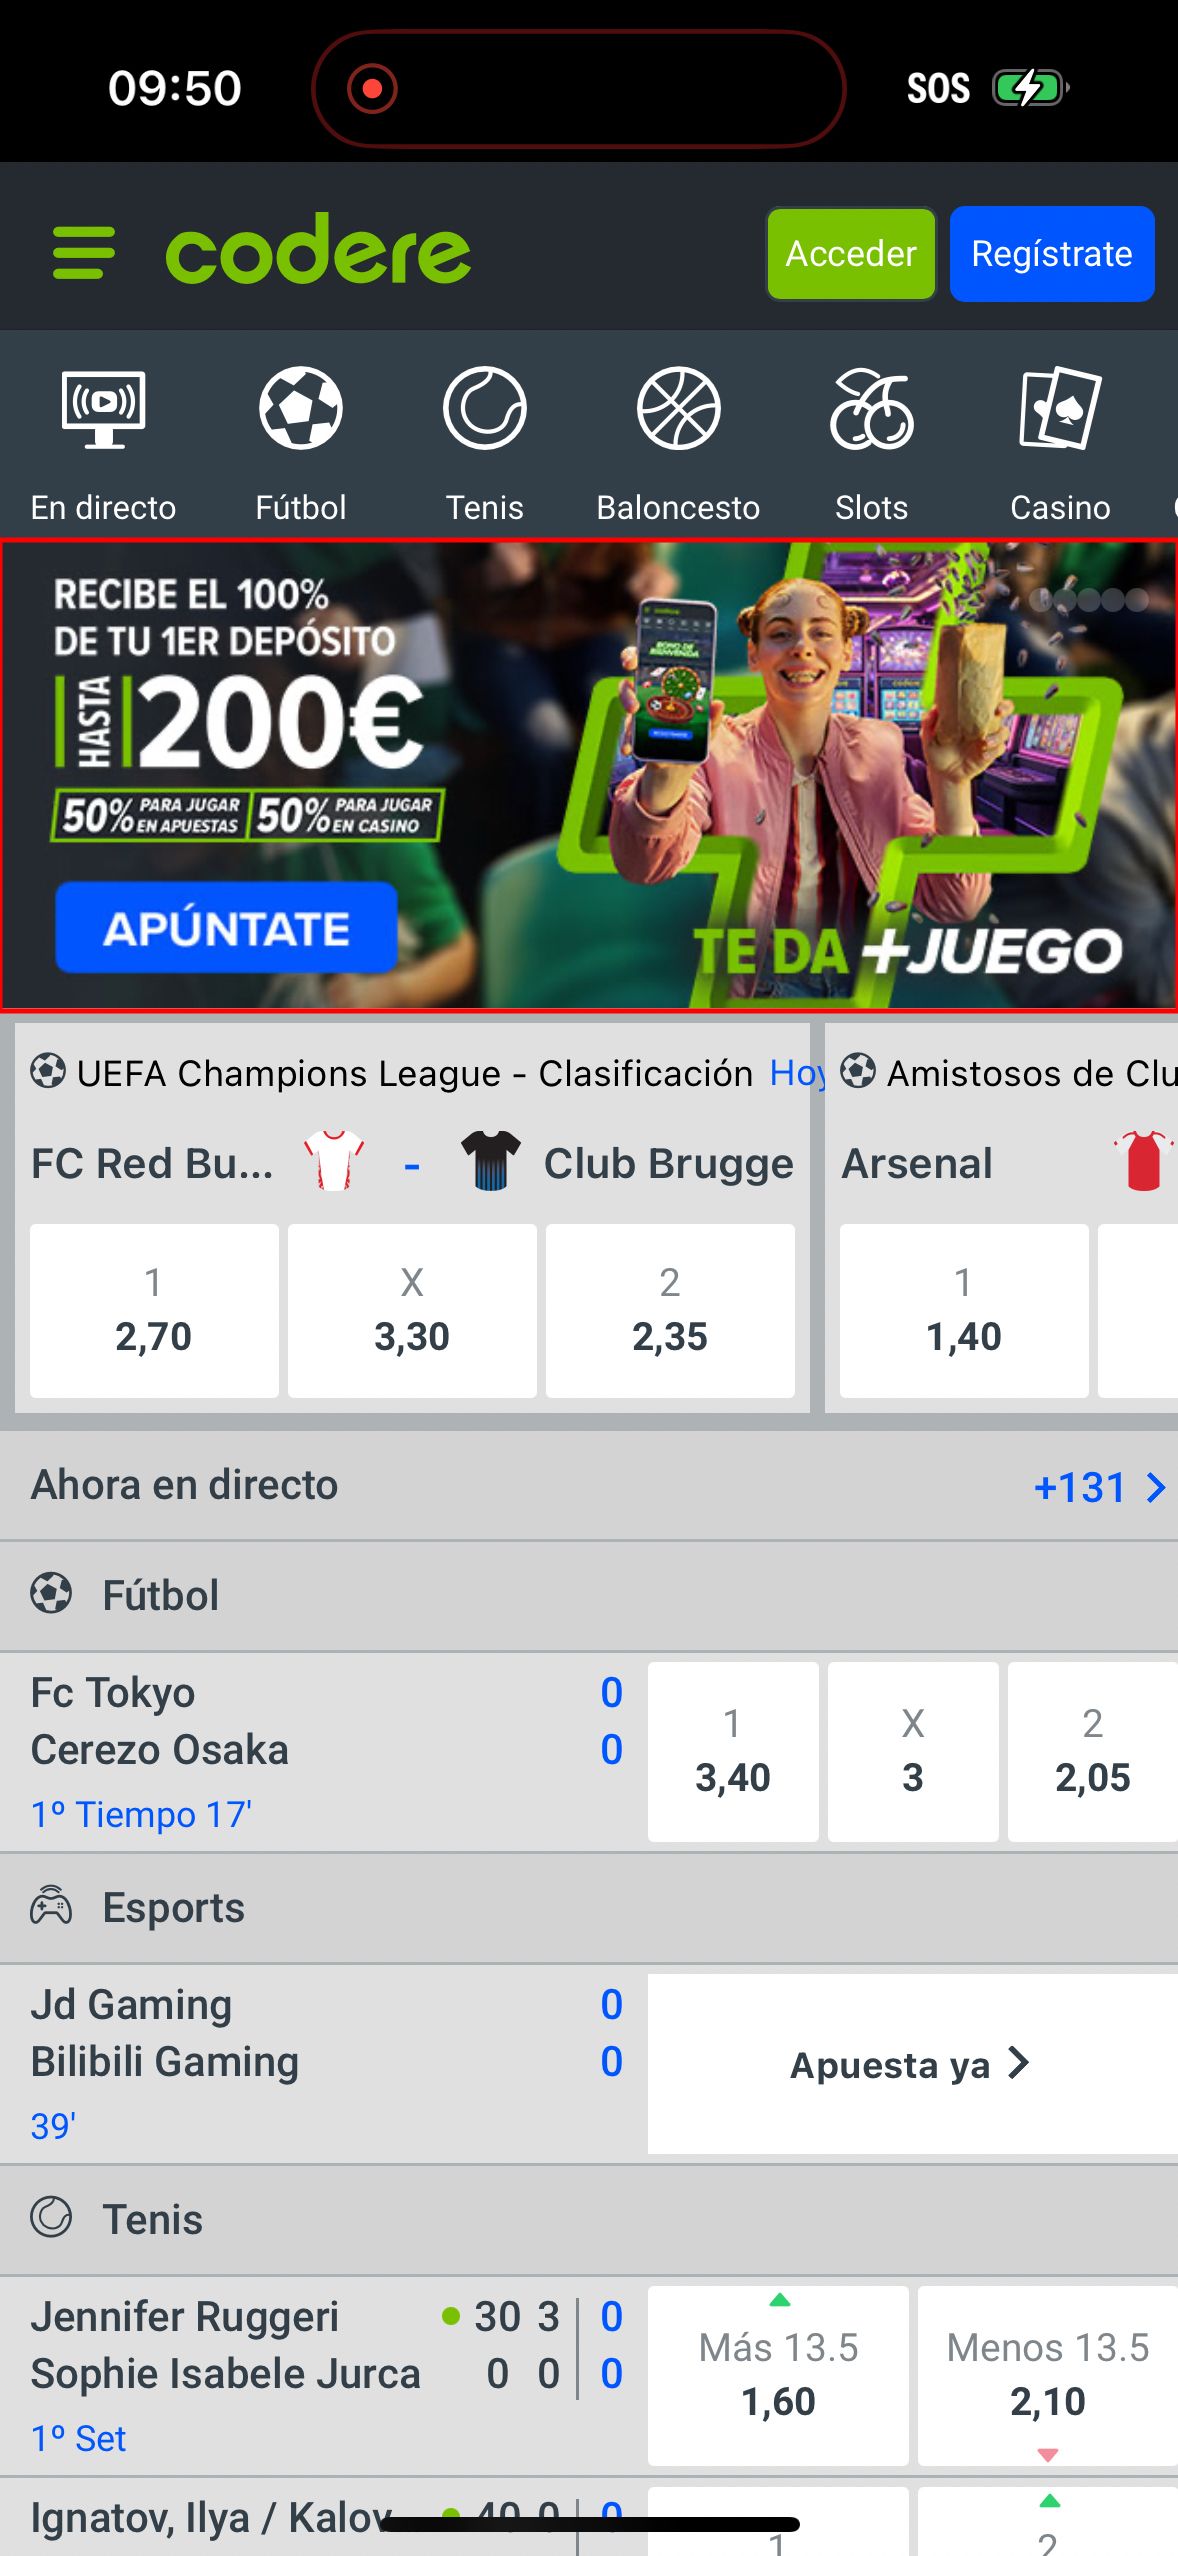 09:50
SOS
codere
Acceder
Regístrate
En directo
Fútbol
Tenis
Baloncesto
Slots
Casino
RECIBE EL 100%
DE TU 1ER DEPÓSITO
HASTA 200€
50% PARA JUGAR EN APUESTAS 50% PARA JUGAR EN CASINO
APÚNTATE
TE DA +JUEGO
UEFA Champions League - Clasificación Hoy
FC Red Bu... - Club Brugge
1 X 2
2,70 3,30 2,35
Amistosos de Clu
Arsenal
1
1,40
Ahora en directo +131
Fútbol
Fc Tokyo 0
Cerezo Osaka 0
1º Tiempo 17'
1 X 2
3,40 3 2,05
Esports
Jd Gaming 0
Bilibili Gaming 0
39'
Apuesta ya
Tenis
Jennifer Ruggeri 30 3 0
Sophie Isabele Jurca 0 0 0
1º Set
Más 13.5 Menos 13.5
1,60 2,10
Ignatov, Ilya / Kalov 40 0 0
1 2